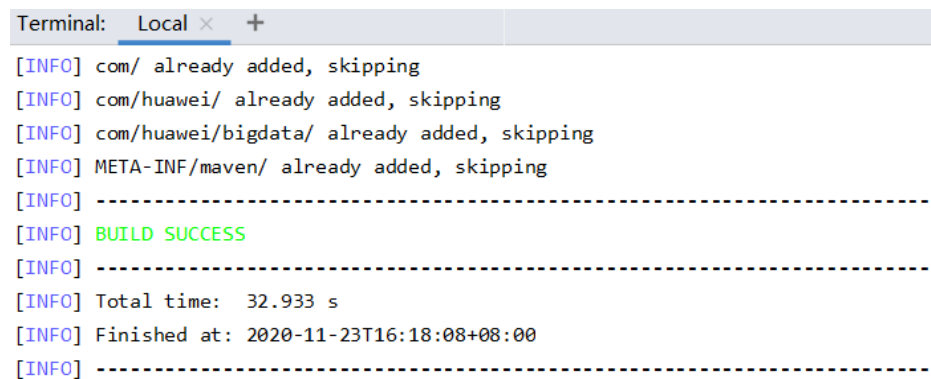 Terminal: Local × +
[INFO] com/ already added, skipping
[INFO] com/huawei/ already added, skipping
[INFO] com/huawei/bigdata/ already added, skipping
[INFO] META-INF/maven/ already added, skipping
[INFO] ------------------------------------------------------------------------
[INFO] BUILD SUCCESS
[INFO] ------------------------------------------------------------------------
[INFO] Total time:  32.933 s
[INFO] Finished at: 2020-11-23T16:18:08+08:00
[INFO] ------------------------------------------------------------------------